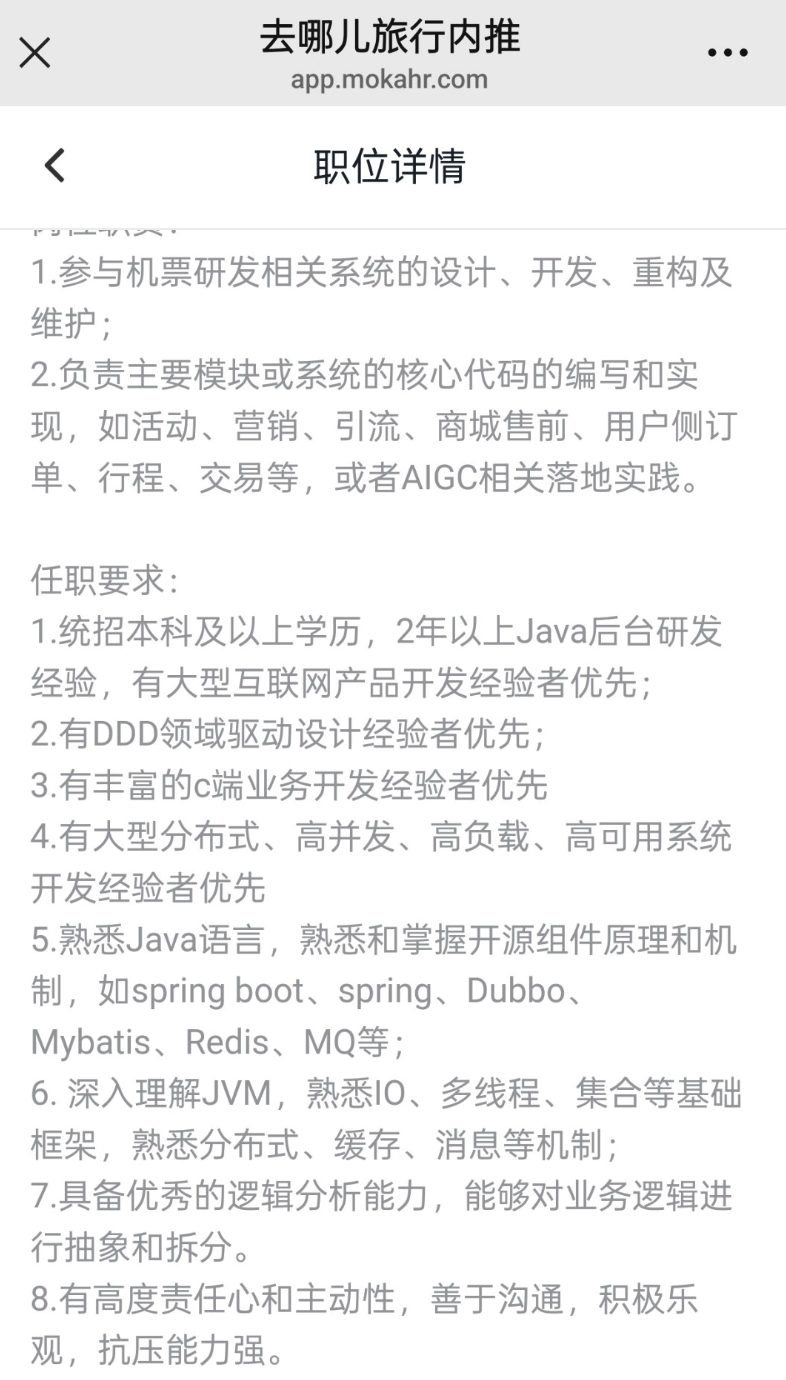 去哪儿旅行内推
app.mokahr.com
职位详情
1.参与机票研发相关系统的设计、开发、重构及
维护；
2.负责主要模块或系统的核心代码的编写和实
现，如活动、营销、引流、商城售前、用户侧订
单、行程、交易等，或者AIGC相关落地实践。
任职要求：
1.统招本科及以上学历，2年以上Java后台研发
经验，有大型互联网产品开发经验者优先；
2.有DDD领域驱动设计经验者优先；
3.有丰富的c端业务开发经验者优先
4.有大型分布式、高并发、高负载、高可用系统
开发经验者优先
5.熟悉Java语言，熟悉和掌握开源组件原理和机
制，如spring boot、spring、Dubbo、
Mybatis、Redis、MQ等；
6. 深入理解JVM，熟悉IO、多线程、集合等基础
框架，熟悉分布式、缓存、消息等机制；
7.具备优秀的逻辑分析能力，能够对业务逻辑进
行抽象和拆分。
8.有高度责任心和主动性，善于沟通，积极乐
观，抗压能力强。